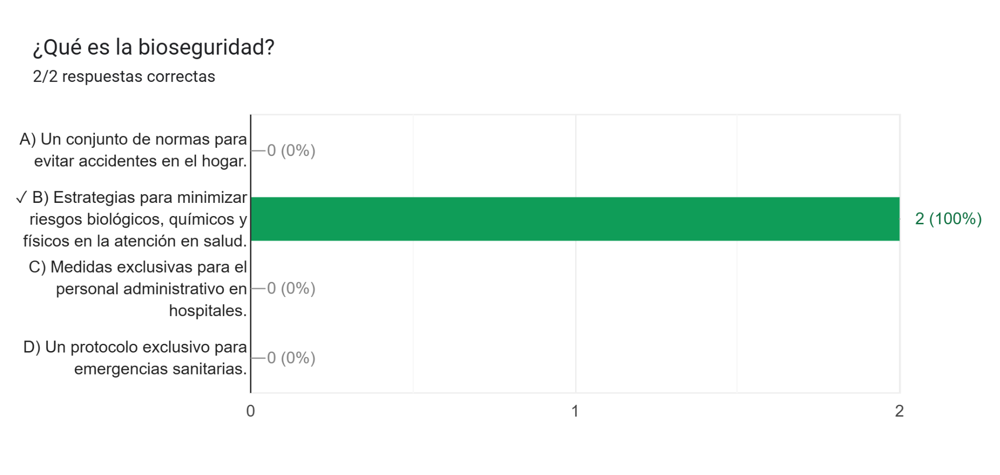 ¿Qué es la bioseguridad?
2/2 respuestas correctas
A) Un conjunto de normas para
evitar accidentes en el hogar.
0 (0%)
✓ B) Estrategias para minimizar
riesgos biológicos, químicos y
físicos en la atención en salud.
2 (100%)
C) Medidas exclusivas para el
personal administrativo en
hospitales.
0 (0%)
D) Un protocolo exclusivo para
emergencias sanitarias.
0 (0%)
0 1 2